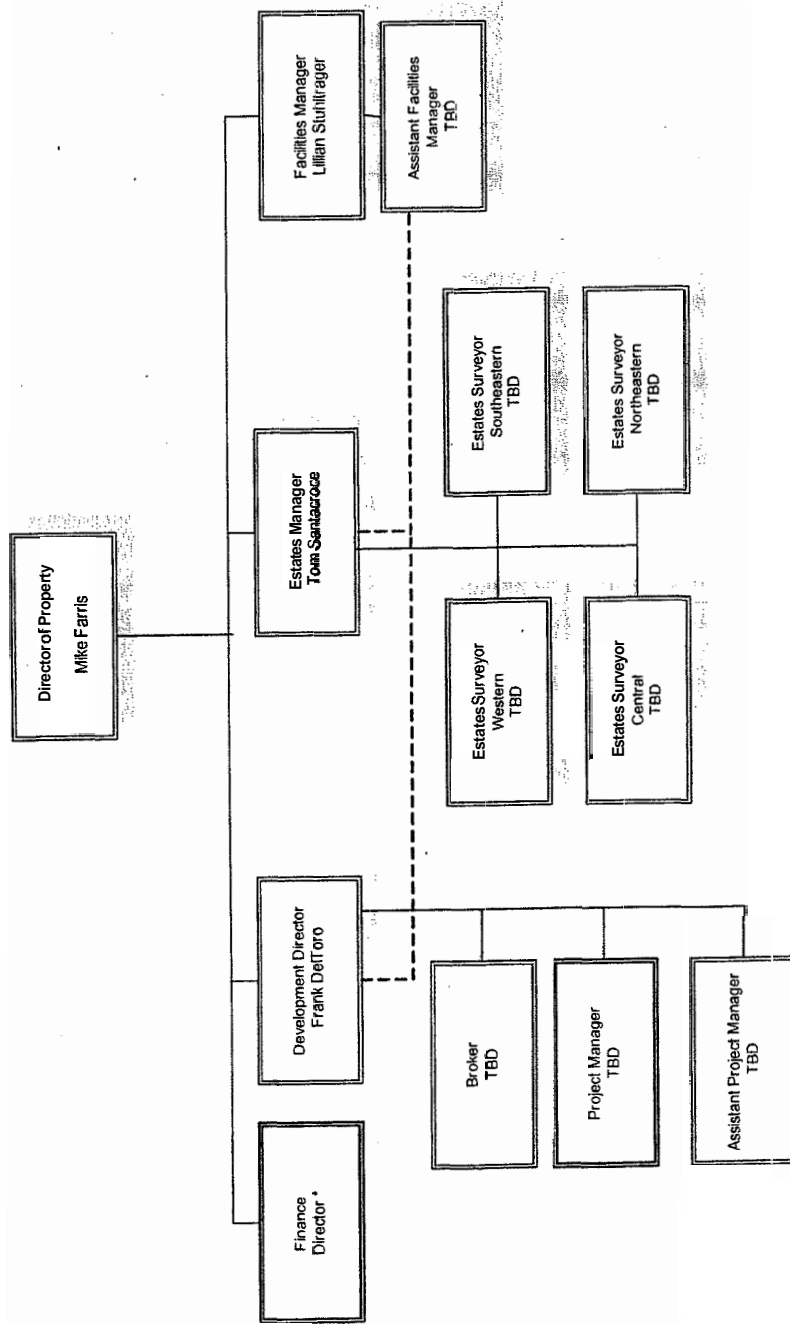 Director of Property
Mike Farris
Finance
Director *
Development Director
Frank DelToro
Estates Manager
Tom Santacroce
Facilities Manager
Lillian Stuhltrager
Assistant Facilities
Manager
TBD
Broker
TBD
Project Manager
TBD
Assistant Project Manager
TBD
Estates Surveyor
Western
TBD
Estates Surveyor
Southeastern
TBD
Estates Surveyor
Central
TBD
Estates Surveyor
Northeastern
TBD